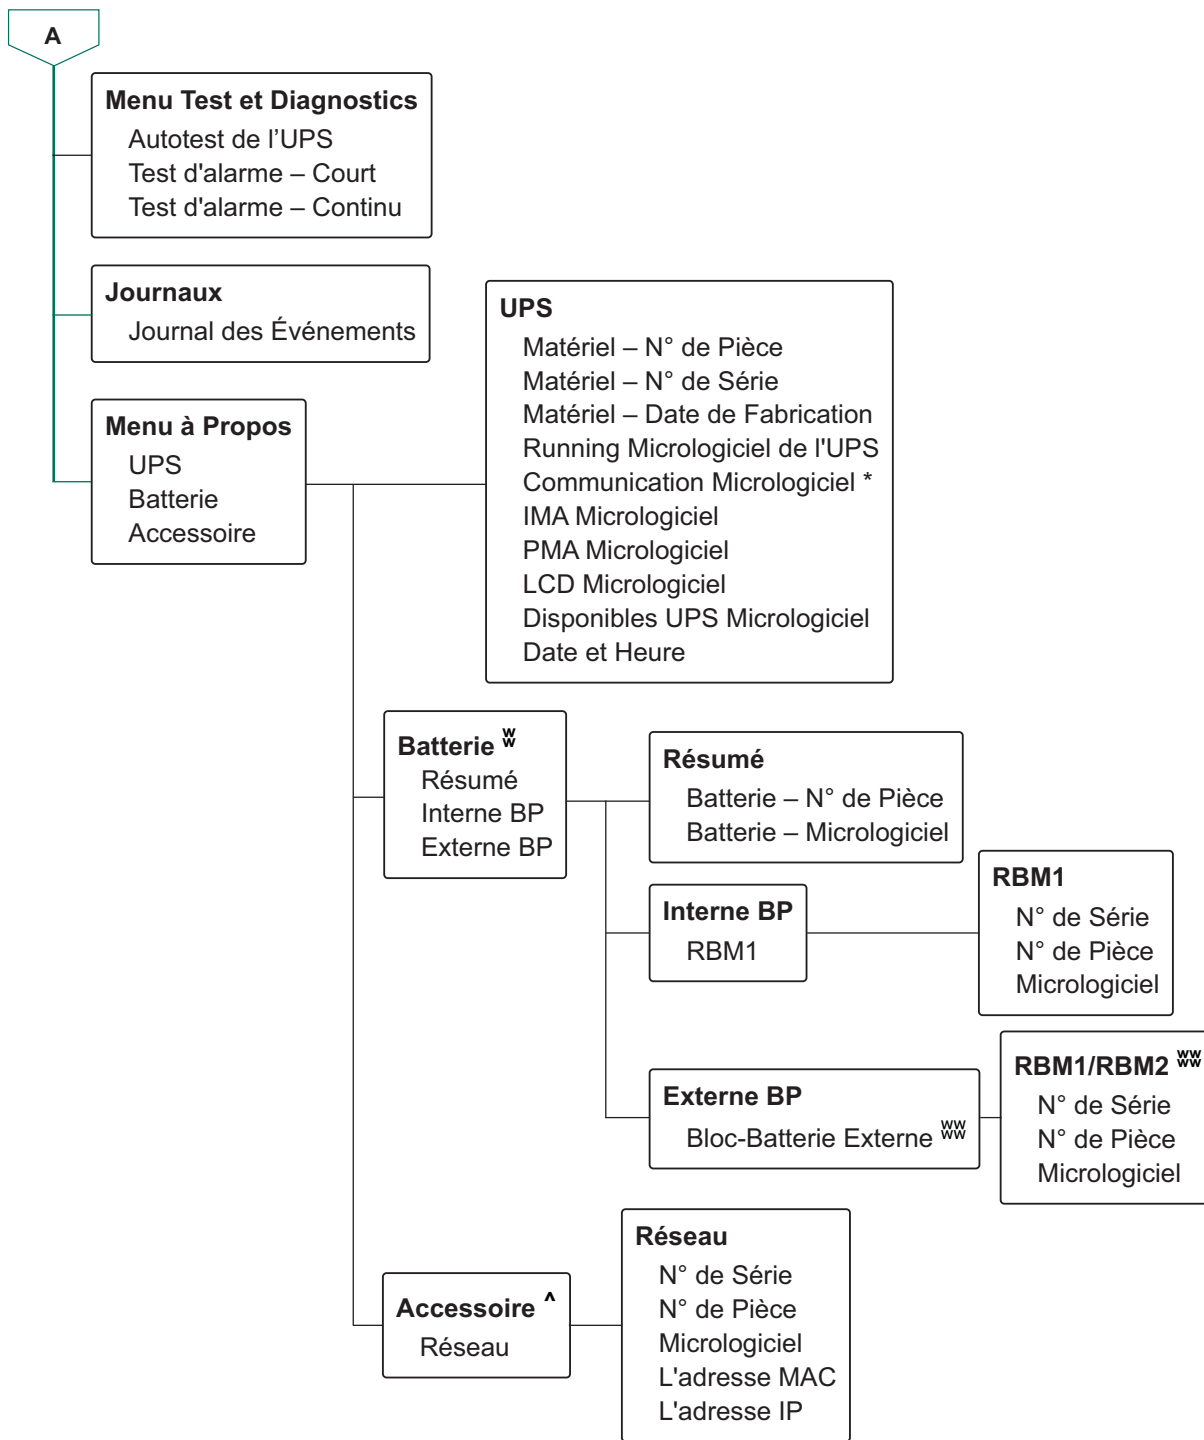 A
Menu Test et Diagnostics
Autotest de l’UPS
Test d'alarme – Court
Test d'alarme – Continu
Journaux
Journal des Événements
Menu à Propos
UPS
Batterie
Accessoire
UPS
Matériel – N° de Pièce
Matériel – N° de Série
Matériel – Date de Fabrication
Running Micrologiciel de l'UPS
Communication Micrologiciel *
IMA Micrologiciel
PMA Micrologiciel
LCD Micrologiciel
Disponibles UPS Micrologiciel
Date et Heure
Batterie w w
Résumé
Interne BP
Externe BP
Résumé
Batterie – N° de Pièce
Batterie – Micrologiciel
Interne BP
RBM1
RBM1
N° de Série
N° de Pièce
Micrologiciel
Externe BP
Bloc-Batterie Externe ww ww
RBM1/RBM2 ww ww
N° de Série
N° de Pièce
Micrologiciel
Accessoire ^
Réseau
Réseau
N° de Série
N° de Pièce
Micrologiciel
L'adresse MAC
L'adresse IP